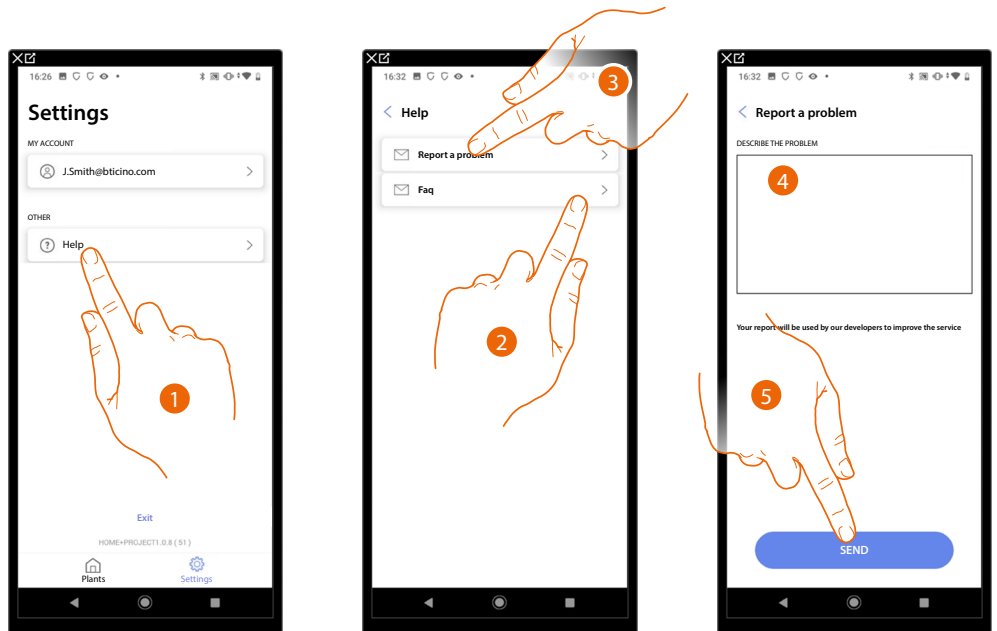 16:26
Settings
MY ACCOUNT
J.Smith@bticino.com
OTHER
Help
1
Exit
HOME+PROJECT1.0.8 ( 51 )
Plants
Settings
16:32
3
Help
Report a problem
Faq
2
16:32
Report a problem
DESCRIBE THE PROBLEM
4
Your report will be used by our developers to improve the service
5
SEND